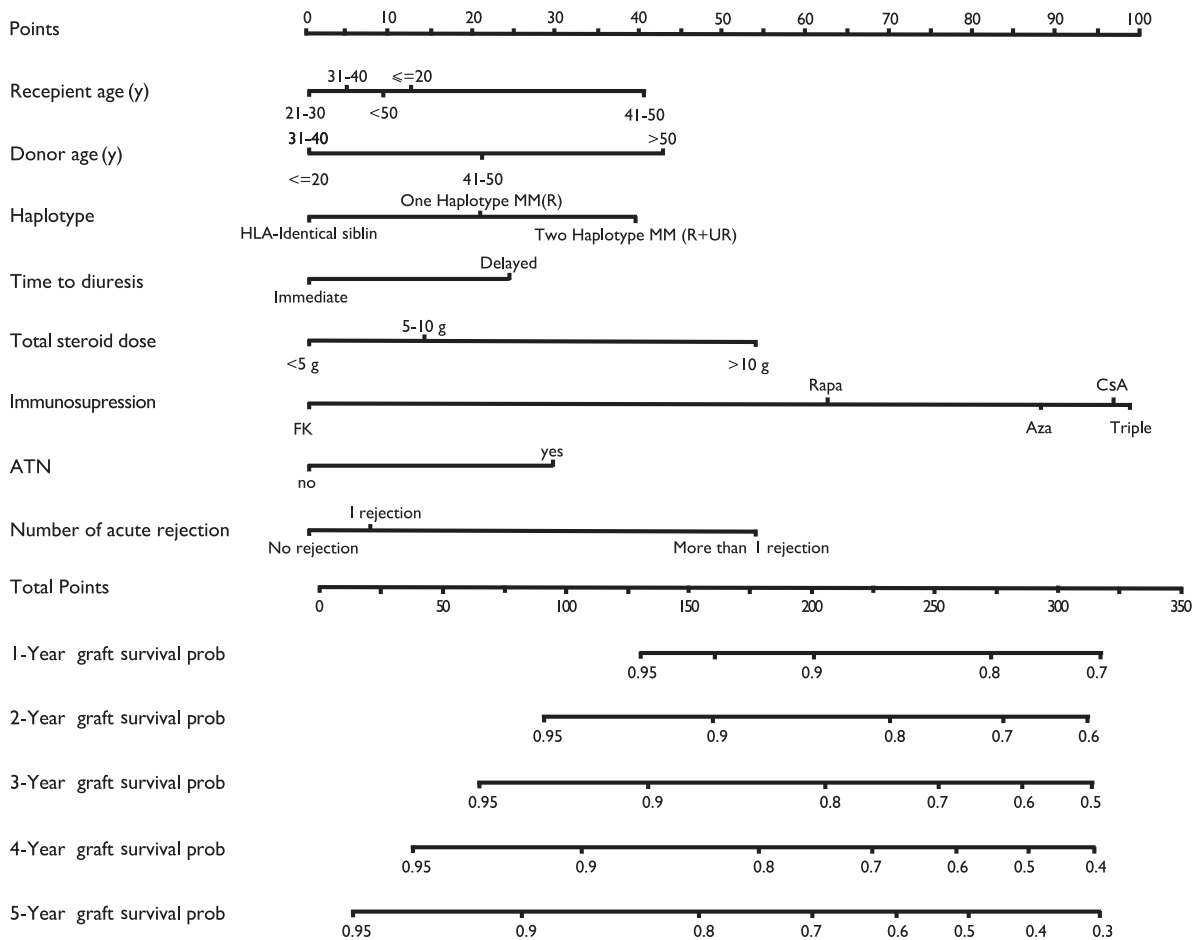 Points 0 10 20 30 40 50 60 70 80 90 100
31-40 <=20
Recepient age (y)
21-30 <50 41-50
31-40 >50
Donor age (y)
<=20 41-50
One Haplotype MM(R)
Haplotype
HLA-Identical siblin Two Haplotype MM (R+UR)
Delayed
Time to diuresis
Immediate
5-10 g
Total steroid dose
<5 g >10 g
Rapa CsA
Immunosupression
FK Aza Triple
yes
ATN
no
1 rejection
Number of acute rejection
No rejection More than 1 rejection
Total Points
0 50 100 150 200 250 300 350
1-Year graft survival prob
0.95 0.9 0.8 0.7
2-Year graft survival prob
0.95 0.9 0.8 0.7 0.6
3-Year graft survival prob
0.95 0.9 0.8 0.7 0.6 0.5
4-Year graft survival prob
0.95 0.9 0.8 0.7 0.6 0.5 0.4
5-Year graft survival prob
0.95 0.9 0.8 0.7 0.6 0.5 0.4 0.3